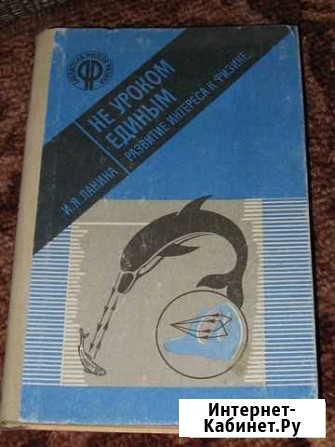 НЕ УРОКОМ
ЕДИНЫМ
РАЗВИТИЕ ИНТЕРЕСА К ФИЗИКЕ
И.Я. ЛАНИНА
Интернет-
Кабинет.Ру